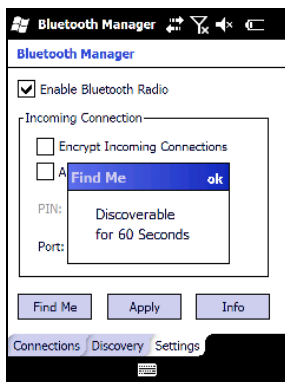 Bluetooth Manager
Bluetooth Manager
Enable Bluetooth Radio
Incoming Connection
Encrypt Incoming Connections
A
Find Me ok
PIN:
Discoverable
for 60 Seconds
Port:
Find Me Apply Info
Connections Discovery Settings